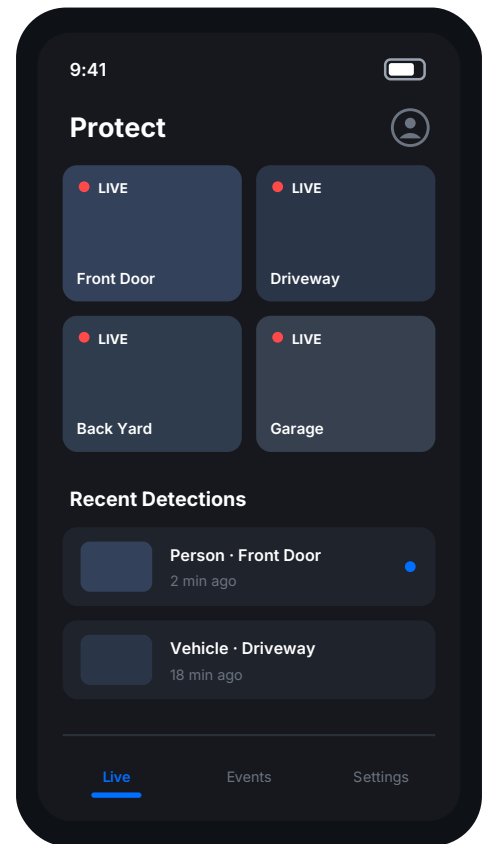 9:41
Protect
LIVE
LIVE
Front Door
Driveway
LIVE
LIVE
Back Yard
Garage
Recent Detections
Person · Front Door
2 min ago
Vehicle · Driveway
18 min ago
Live
Events
Settings